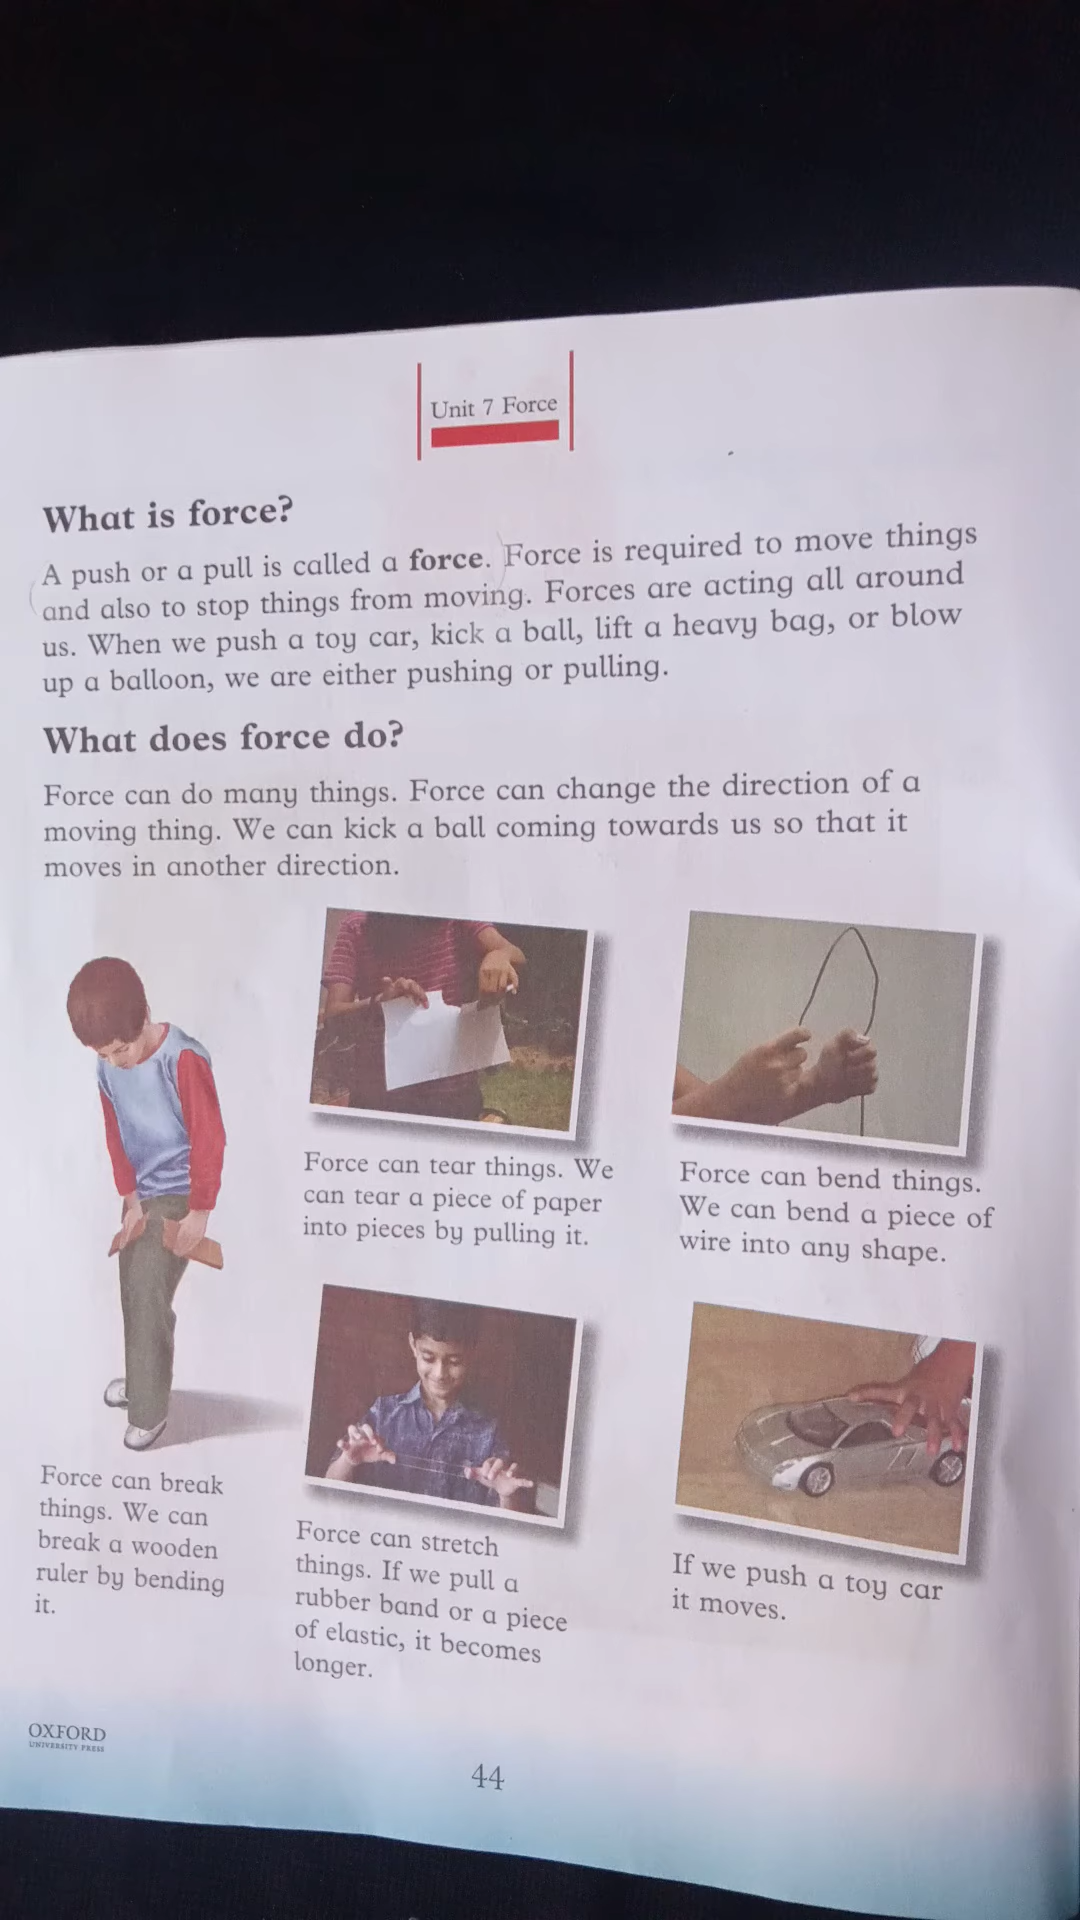 Unit 7 Force
What is force?
A push or a pull is called a force. Force is required to move things
and also to stop things from moving. Forces are acting all around
us. When we push a toy car, kick a ball, lift a heavy bag, or blow
up a balloon, we are either pushing or pulling.
What does force do?
Force can do many things. Force can change the direction of a
moving thing. We can kick a ball coming towards us so that it
moves in another direction.
Force can tear things. We
can tear a piece of paper
into pieces by pulling it.
Force can bend things.
We can bend a piece of
wire into any shape.
Force can break
things. We can
break a wooden
ruler by bending
it.
Force can stretch
things. If we pull a
rubber band or a piece
of elastic, it becomes
longer.
If we push a toy car
it moves.
OXFORD
UNIVERSITY PRESS
44